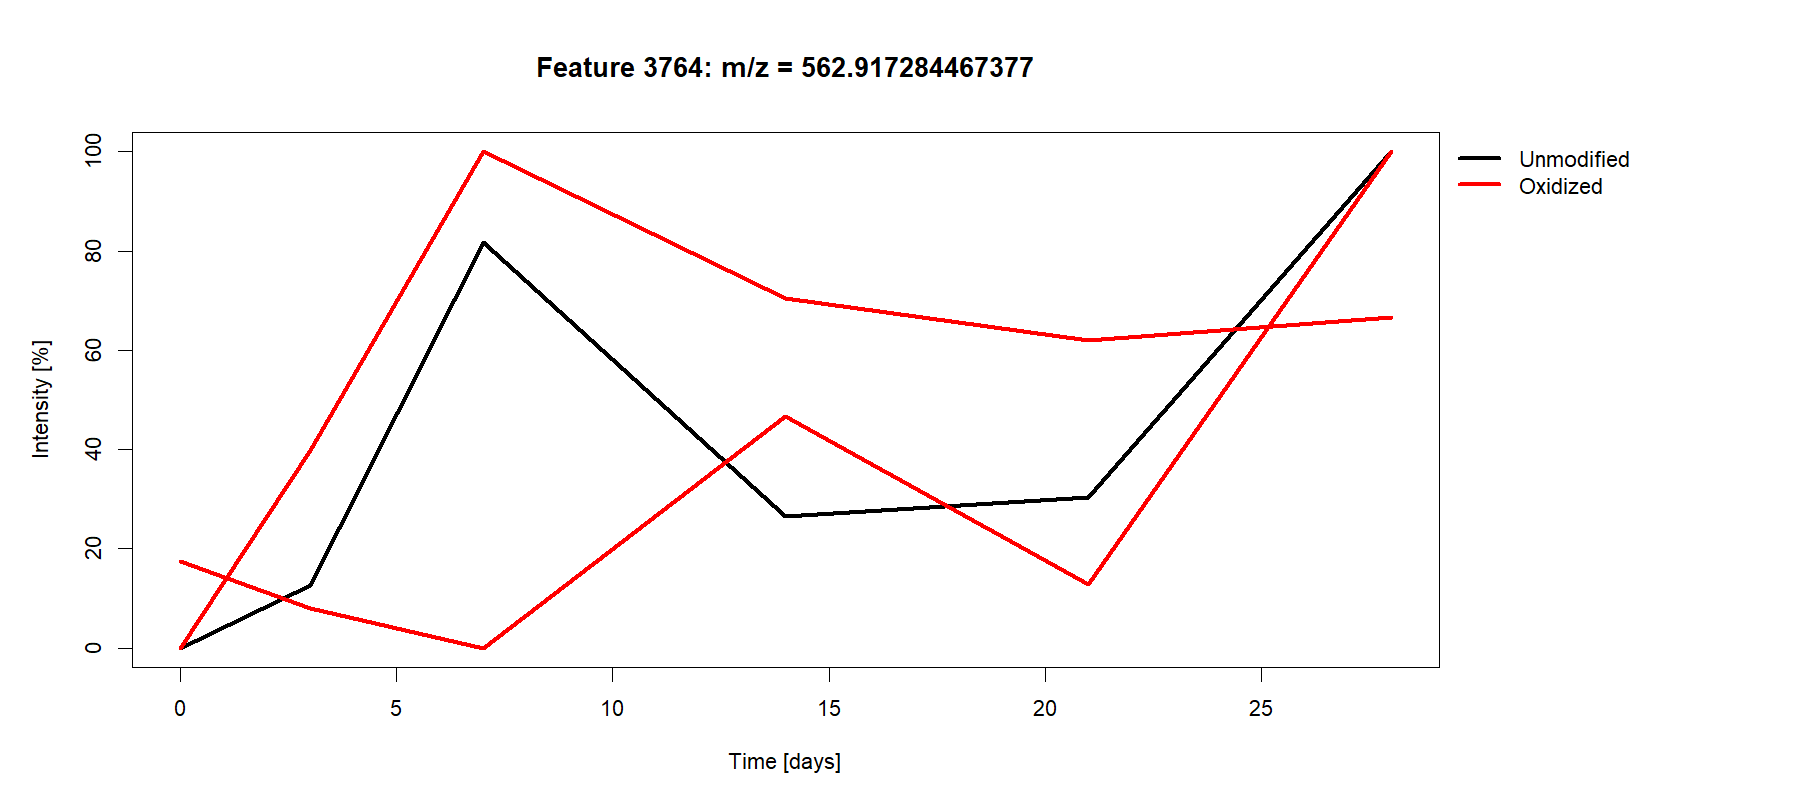 Feature 3764: m/z = 562.917284467377
Unmodified
Oxidized
Intensity [%]
100
80
60
40
20
0
0 5 10 15 20 25
Time [days]